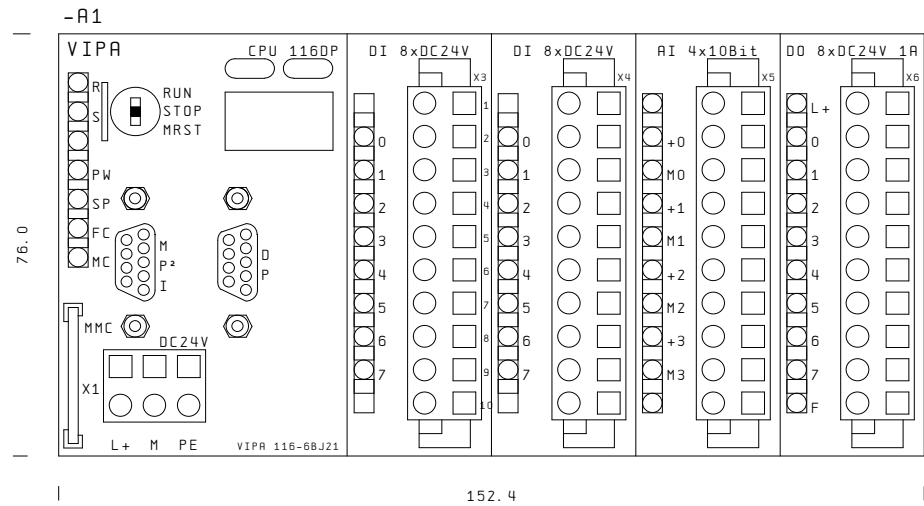 -A1
VIPA
CPU 116DP
R
S
RUN
STOP
MRST
PW
SP
FC
MC
M
P²
I
D
P
MMC
DC24V
X1
L+ M PE
VIPA 116-6BJ21
DI 8xDC24V
X3
1
2
3
4
5
6
7
8
9
10
0
1
2
3
4
5
6
7
DI 8xDC24V
X4
0
1
2
3
4
5
6
7
AI 4x10Bit
X5
+0
M0
+1
M1
+2
M2
+3
M3
DO 8xDC24V 1A
X6
L+
0
1
2
3
4
5
6
7
F
76.0
152.4